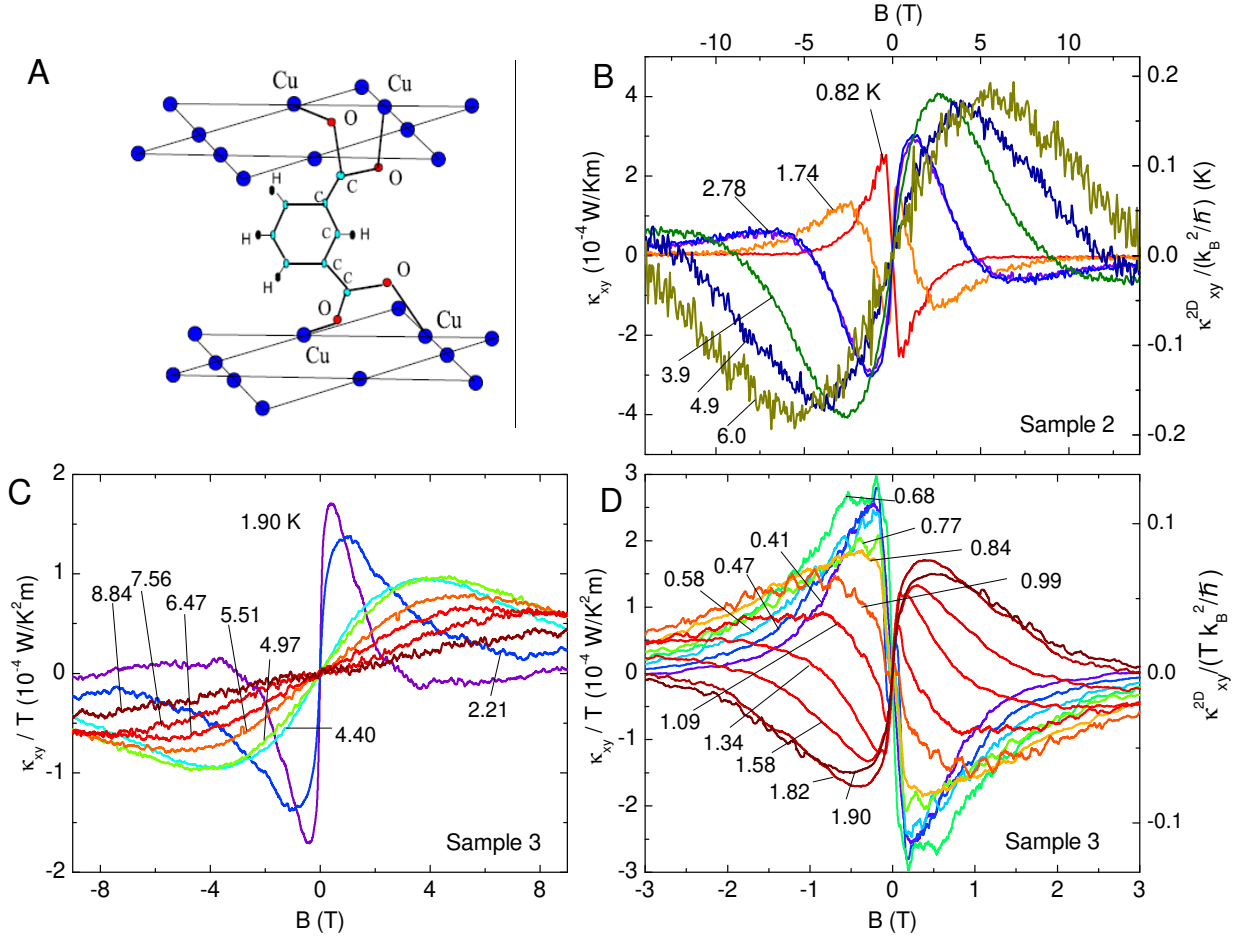 A
Cu
Cu
O
O
C
H
C
H
C
H
C
H
C
O
O
Cu
Cu
B (T)
-10
-5
0
5
10
B
0.82 K
1.74
2.78
3.9
4.9
6.0
Sample 2
4
2
0
-2
-4
κxy (10⁻⁴ W/Km)
0.2
0.1
0.0
-0.1
-0.2
κ²ᴰxy/(kB²/ℏ) (K)
C
1.90 K
8.84
7.56
6.47
5.51
4.97
4.40
2.21
Sample 3
2
1
0
-1
-2
κxy / T (10⁻⁴ W/K²m)
-8
-4
0
4
8
B (T)
D
0.68
0.77
0.84
0.99
0.41
0.47
0.58
1.09
1.34
1.58
1.82
1.90
Sample 3
3
2
1
0
-1
-2
-3
κxy / T (10⁻⁴ W/K²m)
0.1
0.0
-0.1
κ²ᴰxy/(T kB²/ℏ)
-3
-2
-1
0
1
2
3
B (T)